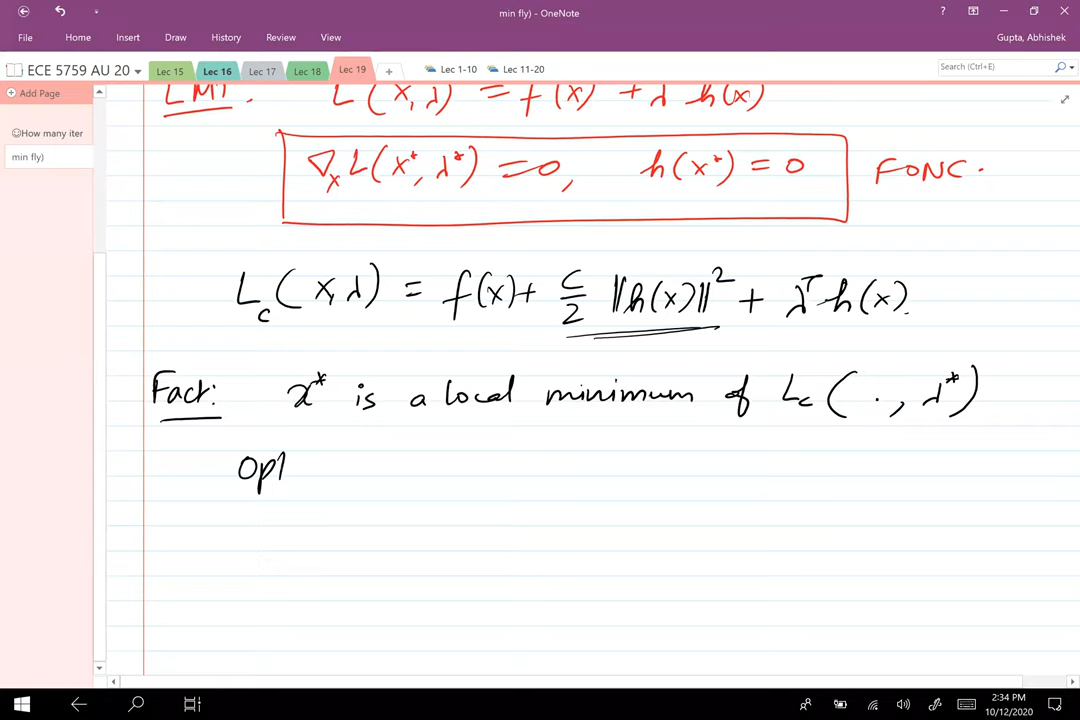 min fly) - OneNote
Gupta, Abhishek
File Home Insert Draw History Review View
ECE 5759 AU 20 Lec 15 Lec 16 Lec 17 Lec 18 Lec 19 Lec 1-10 Lec 11-20 Search (Ctrl+E)
Add Page
How many iter
min fly)
LMT: L(x,λ) = f(x) + λ h(x)
∇ₓL(x*, λ*) = 0, h(x*) = 0 FONC.
L_c(x,λ) = f(x) + c/2 ||h(x)||² + λᵀh(x).
Fact: x* is a local minimum of L_c(·, λ*)
Opt
2:34 PM
10/12/2020